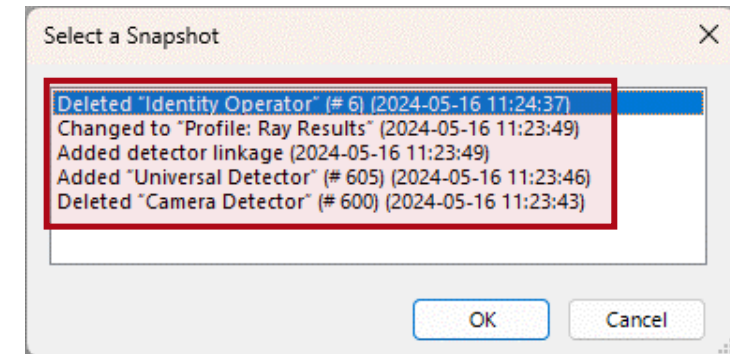 Select a Snapshot
Deleted "Identity Operator" (# 6) (2024-05-16 11:24:37)
Changed to "Profile: Ray Results" (2024-05-16 11:23:49)
Added detector linkage (2024-05-16 11:23:49)
Added "Universal Detector" (# 605) (2024-05-16 11:23:46)
Deleted "Camera Detector" (# 600) (2024-05-16 11:23:43)
OK Cancel